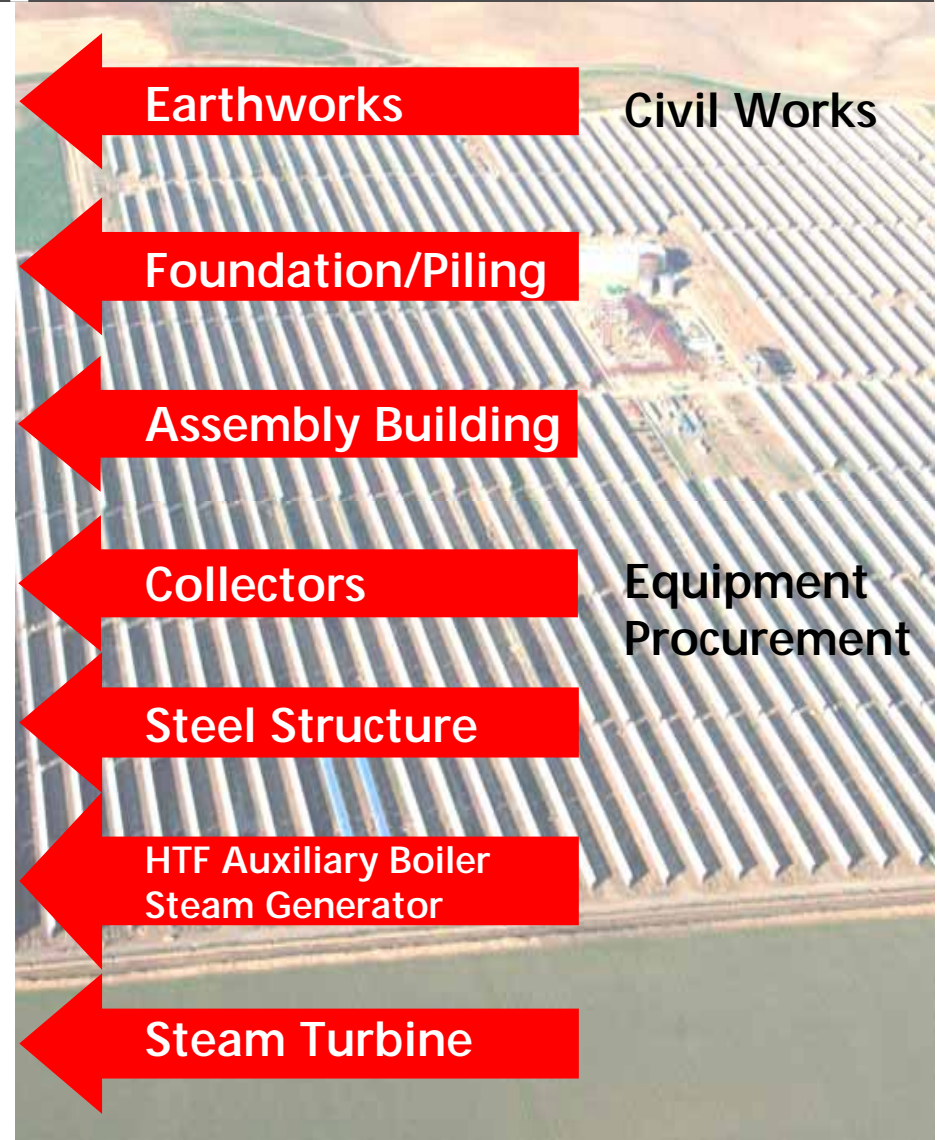 Earthworks
Civil Works
Foundation/Piling
Assembly Building
Collectors
Equipment
Procurement
Steel Structure
HTF Auxiliary Boiler
Steam Generator
Steam Turbine